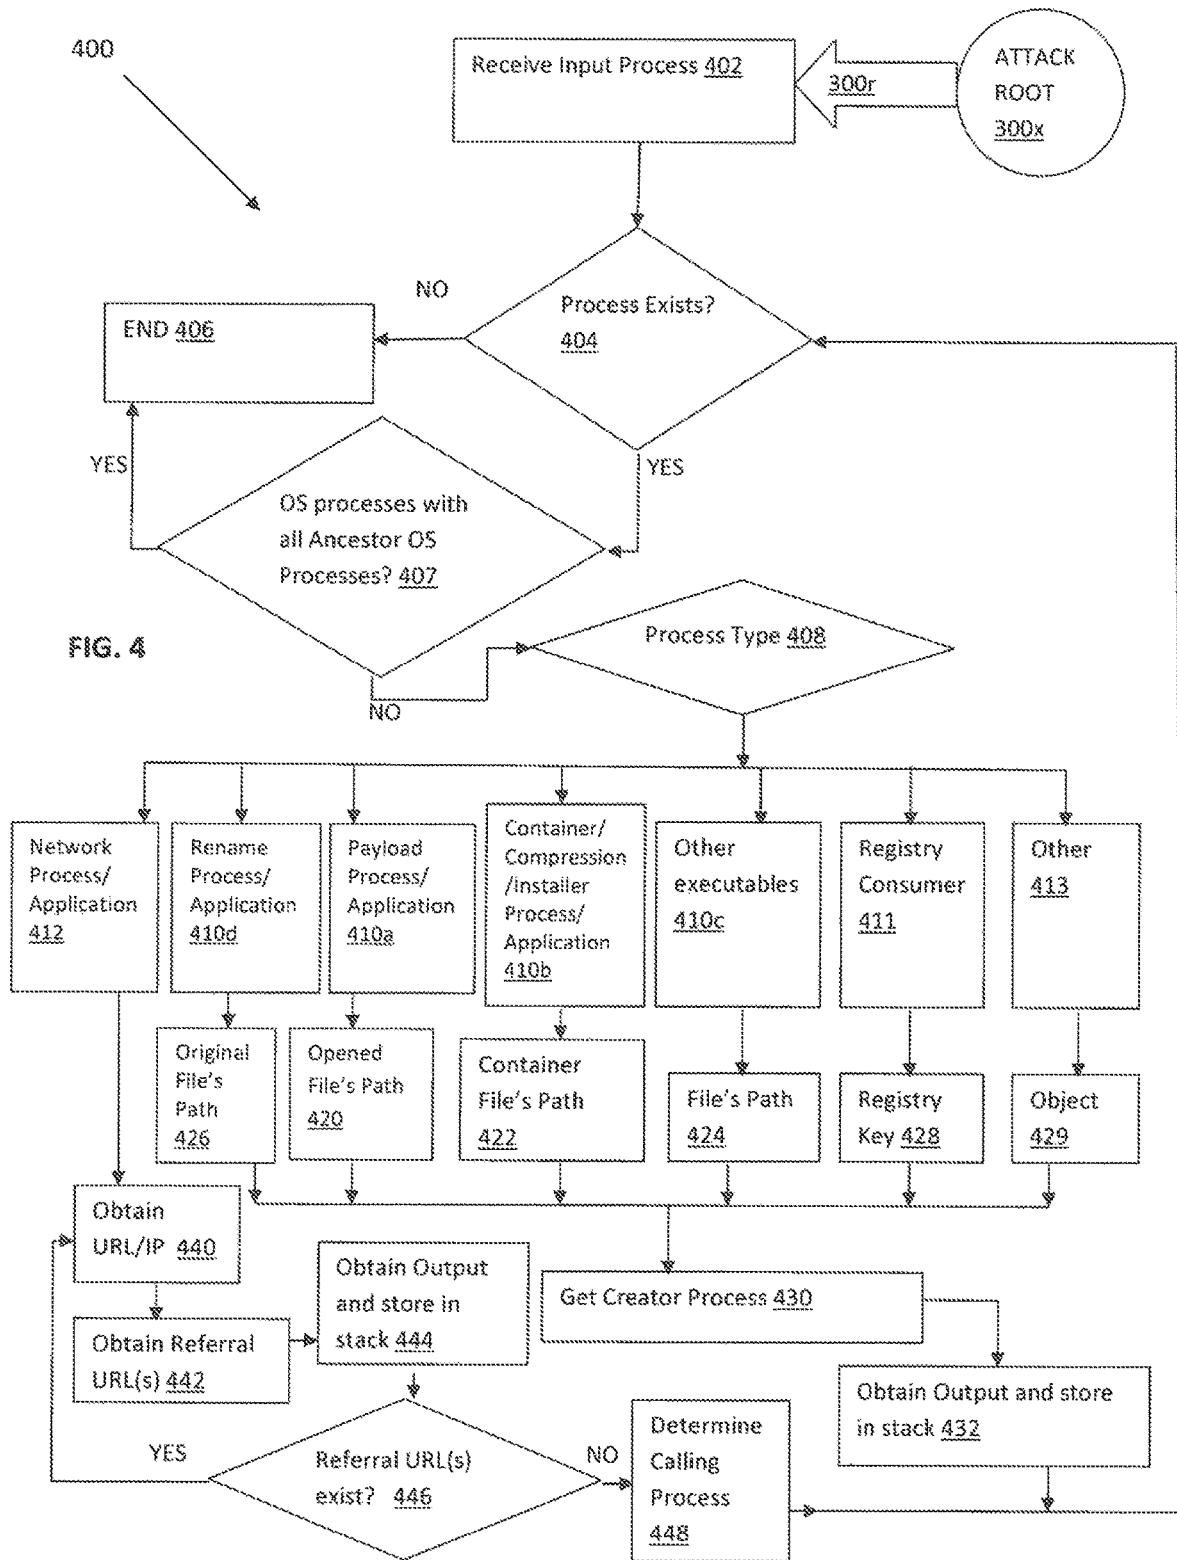 400
Receive Input Process 402
300r
ATTACK
ROOT
300x
NO
Process Exists?
404
END 406
YES
YES
OS processes with
all Ancestor OS
Processes? 407
FIG. 4
Process Type 408
NO
Network
Process/
Application
412
Rename
Process/
Application
410d
Payload
Process/
Application
410a
Container/
Compression
/Installer
Process/
Application
410b
Other
executables
410c
Registry
Consumer
411
Other
413
Original
File's
Path
426
Opened
File's Path
420
Container
File's Path
422
File's Path
424
Registry
Key 428
Object
429
Obtain
URL/IP 440
Obtain Output
and store in
stack 444
Get Creator Process 430
Obtain Referral
URL(s) 442
Obtain Output and store
in stack 432
YES
Referral URL(s)
exist? 446
NO
Determine
Calling
Process
448